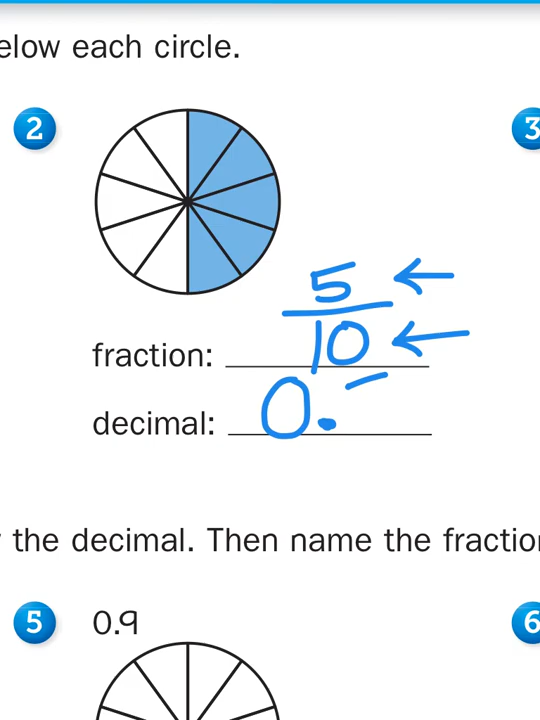 elow each circle.
2
3
5
10
fraction:
decimal: 0.
the decimal. Then name the fraction
5 0.9
6